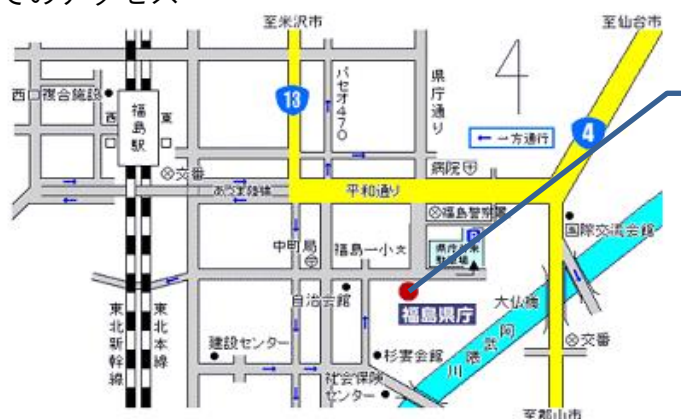 でのアクセス
至米沢市
至仙台市
13
4
パセオ470
県庁通り
西口複合施設
西
福島駅
東
←一方通行
病院
交番
あづま陸橋
平和通り
福島警察署
P
国際交流会館
中町局
福島一小
文
自治会館
福島県庁
大仏橋
東北新幹線
東北本線
建設センター
杉妻会館
阿武隈川
交番
社会保険センター
至郡山市